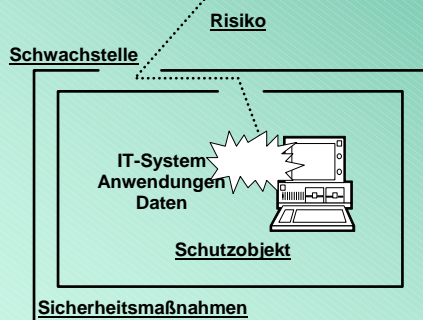 Risiko
Schwachstelle
IT-System
Anwendungen
Daten
Schutzobjekt
Sicherheitsmaßnahmen